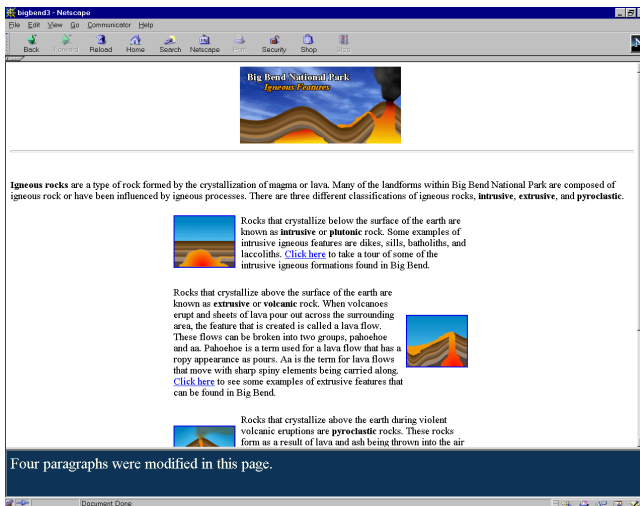 bigbend3 - Netscape
File Edit View Go Communicator Help
Back Forward Reload Home Search Netscape Print Security Shop Stop
Big Bend National Park
Igneous Features
Igneous rocks are a type of rock formed by the crystallization of magma or lava. Many of the landforms within Big Bend National Park are composed of
igneous rock or have been influenced by igneous processes. There are three different classifications of igneous rocks, intrusive, extrusive, and pyroclastic.
Rocks that crystallize below the surface of the earth are
known as intrusive or plutonic rock. Some examples of
intrusive igneous features are dikes, sills, batholiths, and
laccoliths. Click here to take a tour of some of the
intrusive igneous formations found in Big Bend.
Rocks that crystallize above the surface of the earth are
known as extrusive or volcanic rock. When volcanoes
erupt and sheets of lava pour out across the surrounding
area, the feature that is created is called a lava flow.
These flows can be broken into two groups, pahoehoe
and aa. Pahoehoe is a term used for a lava flow that has a
ropy appearance as pours. Aa is the term for lava flows
that move with sharp spiny elements being carried along.
Click here to see some examples of extrusive features that
can be found in Big Bend.
Rocks that crystallize above the earth during violent
volcanic eruptions are pyroclastic rocks. These rocks
form as a result of lava and ash being thrown into the air
Four paragraphs were modified in this page.
Document Done